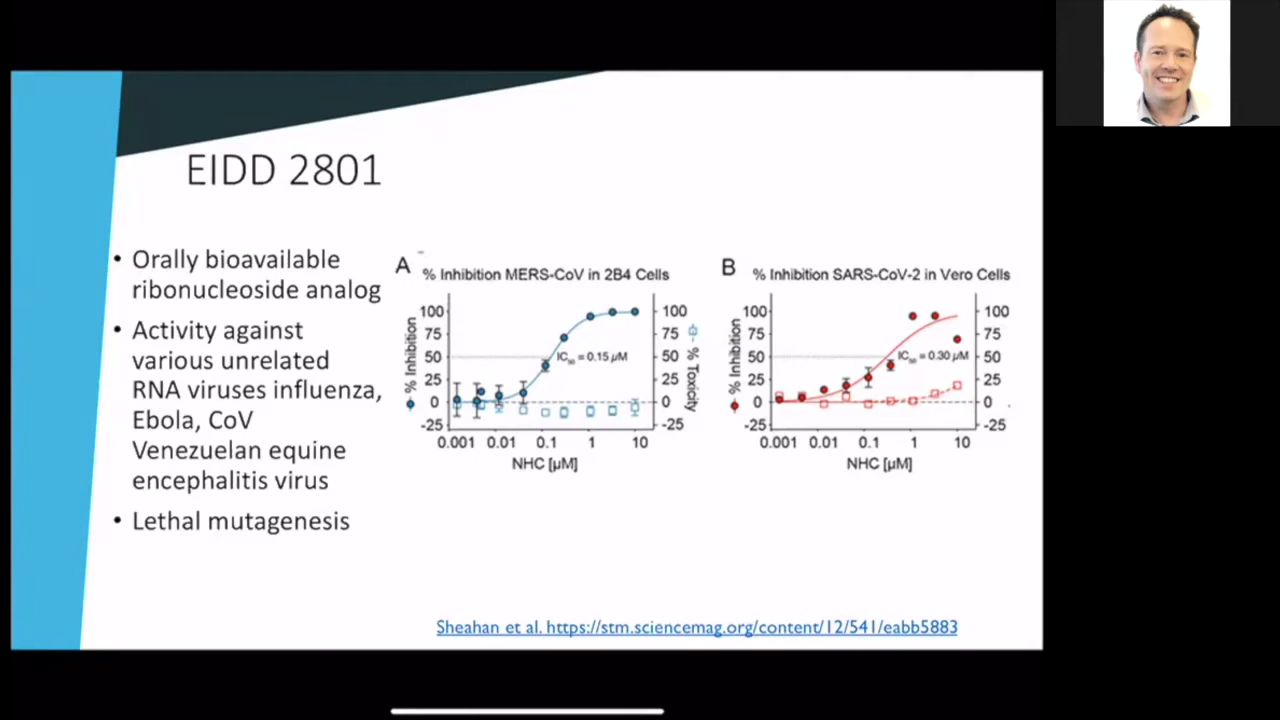 EIDD 2801
• Orally bioavailable
ribonucleoside analog
• Activity against
various unrelated
RNA viruses influenza,
Ebola, CoV
Venezuelan equine
encephalitis virus
• Lethal mutagenesis
A
% Inhibition MERS-CoV in 2B4 Cells
% Inhibition
100
75
50
25
0
-25
IC50 = 0.15 µM
100
75
50
25
0
-25
% Toxicity
0.001 0.01 0.1 1 10
NHC [µM]
B
% Inhibition SARS-CoV-2 in Vero Cells
% Inhibition
100
75
50
25
0
-25
IC50 = 0.30 µM
100
75
50
25
0
-25
0.001 0.01 0.1 1 10
NHC [µM]
Sheahan et al. https://stm.sciencemag.org/content/12/541/eabb5883